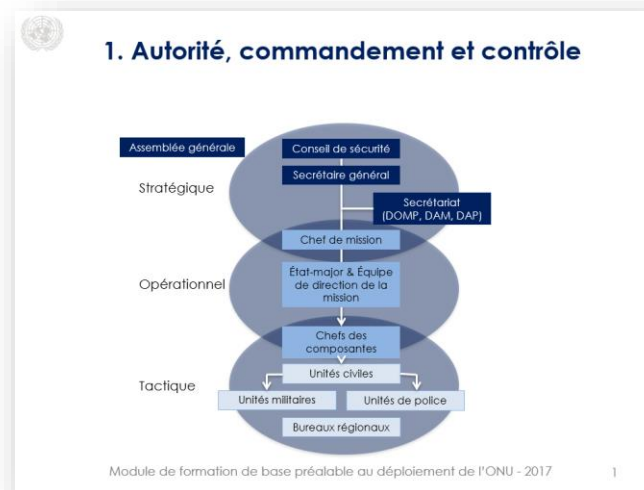 1. Autorité, commandement et contrôle
Assemblée générale
Conseil de sécurité
Secrétaire général
Stratégique
Secrétariat
(DOMP, DAM, DAP)
Chef de mission
Opérationnel
État-major & Équipe
de direction de la
mission
Chefs des
composantes
Unités civiles
Tactique
Unités militaires
Unités de police
Bureaux régionaux
Module de formation de base préalable au déploiement de l'ONU - 2017
1